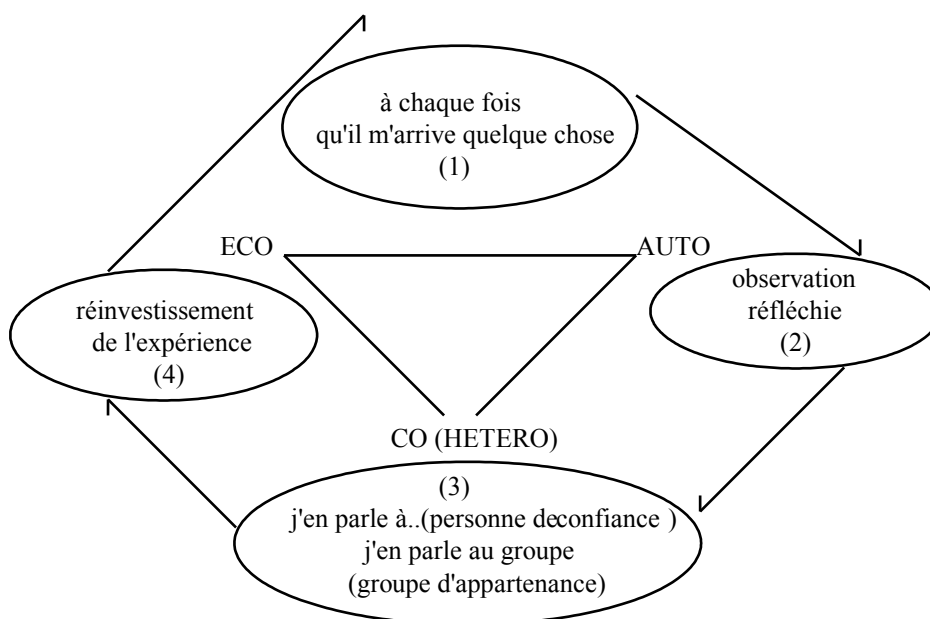 à chaque fois
qu'il m'arrive quelque chose
(1)
ECO
AUTO
observation
réfléchie
(2)
réinvestissement
de l'expérience
(4)
CO (HETERO)
(3)
j'en parle à..(personne deconfiance )
j'en parle au groupe
(groupe d'appartenance)